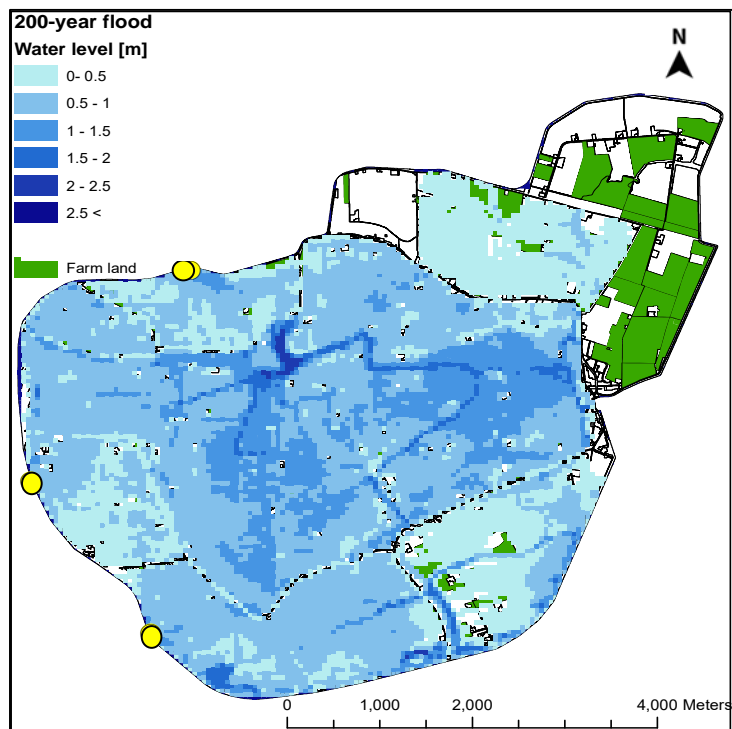 200-year flood
Water level [m]
N
0- 0.5
0.5 - 1
1 - 1.5
1.5 - 2
2 - 2.5
2.5 <
Farm land
0 1,000 2,000 4,000 Meters